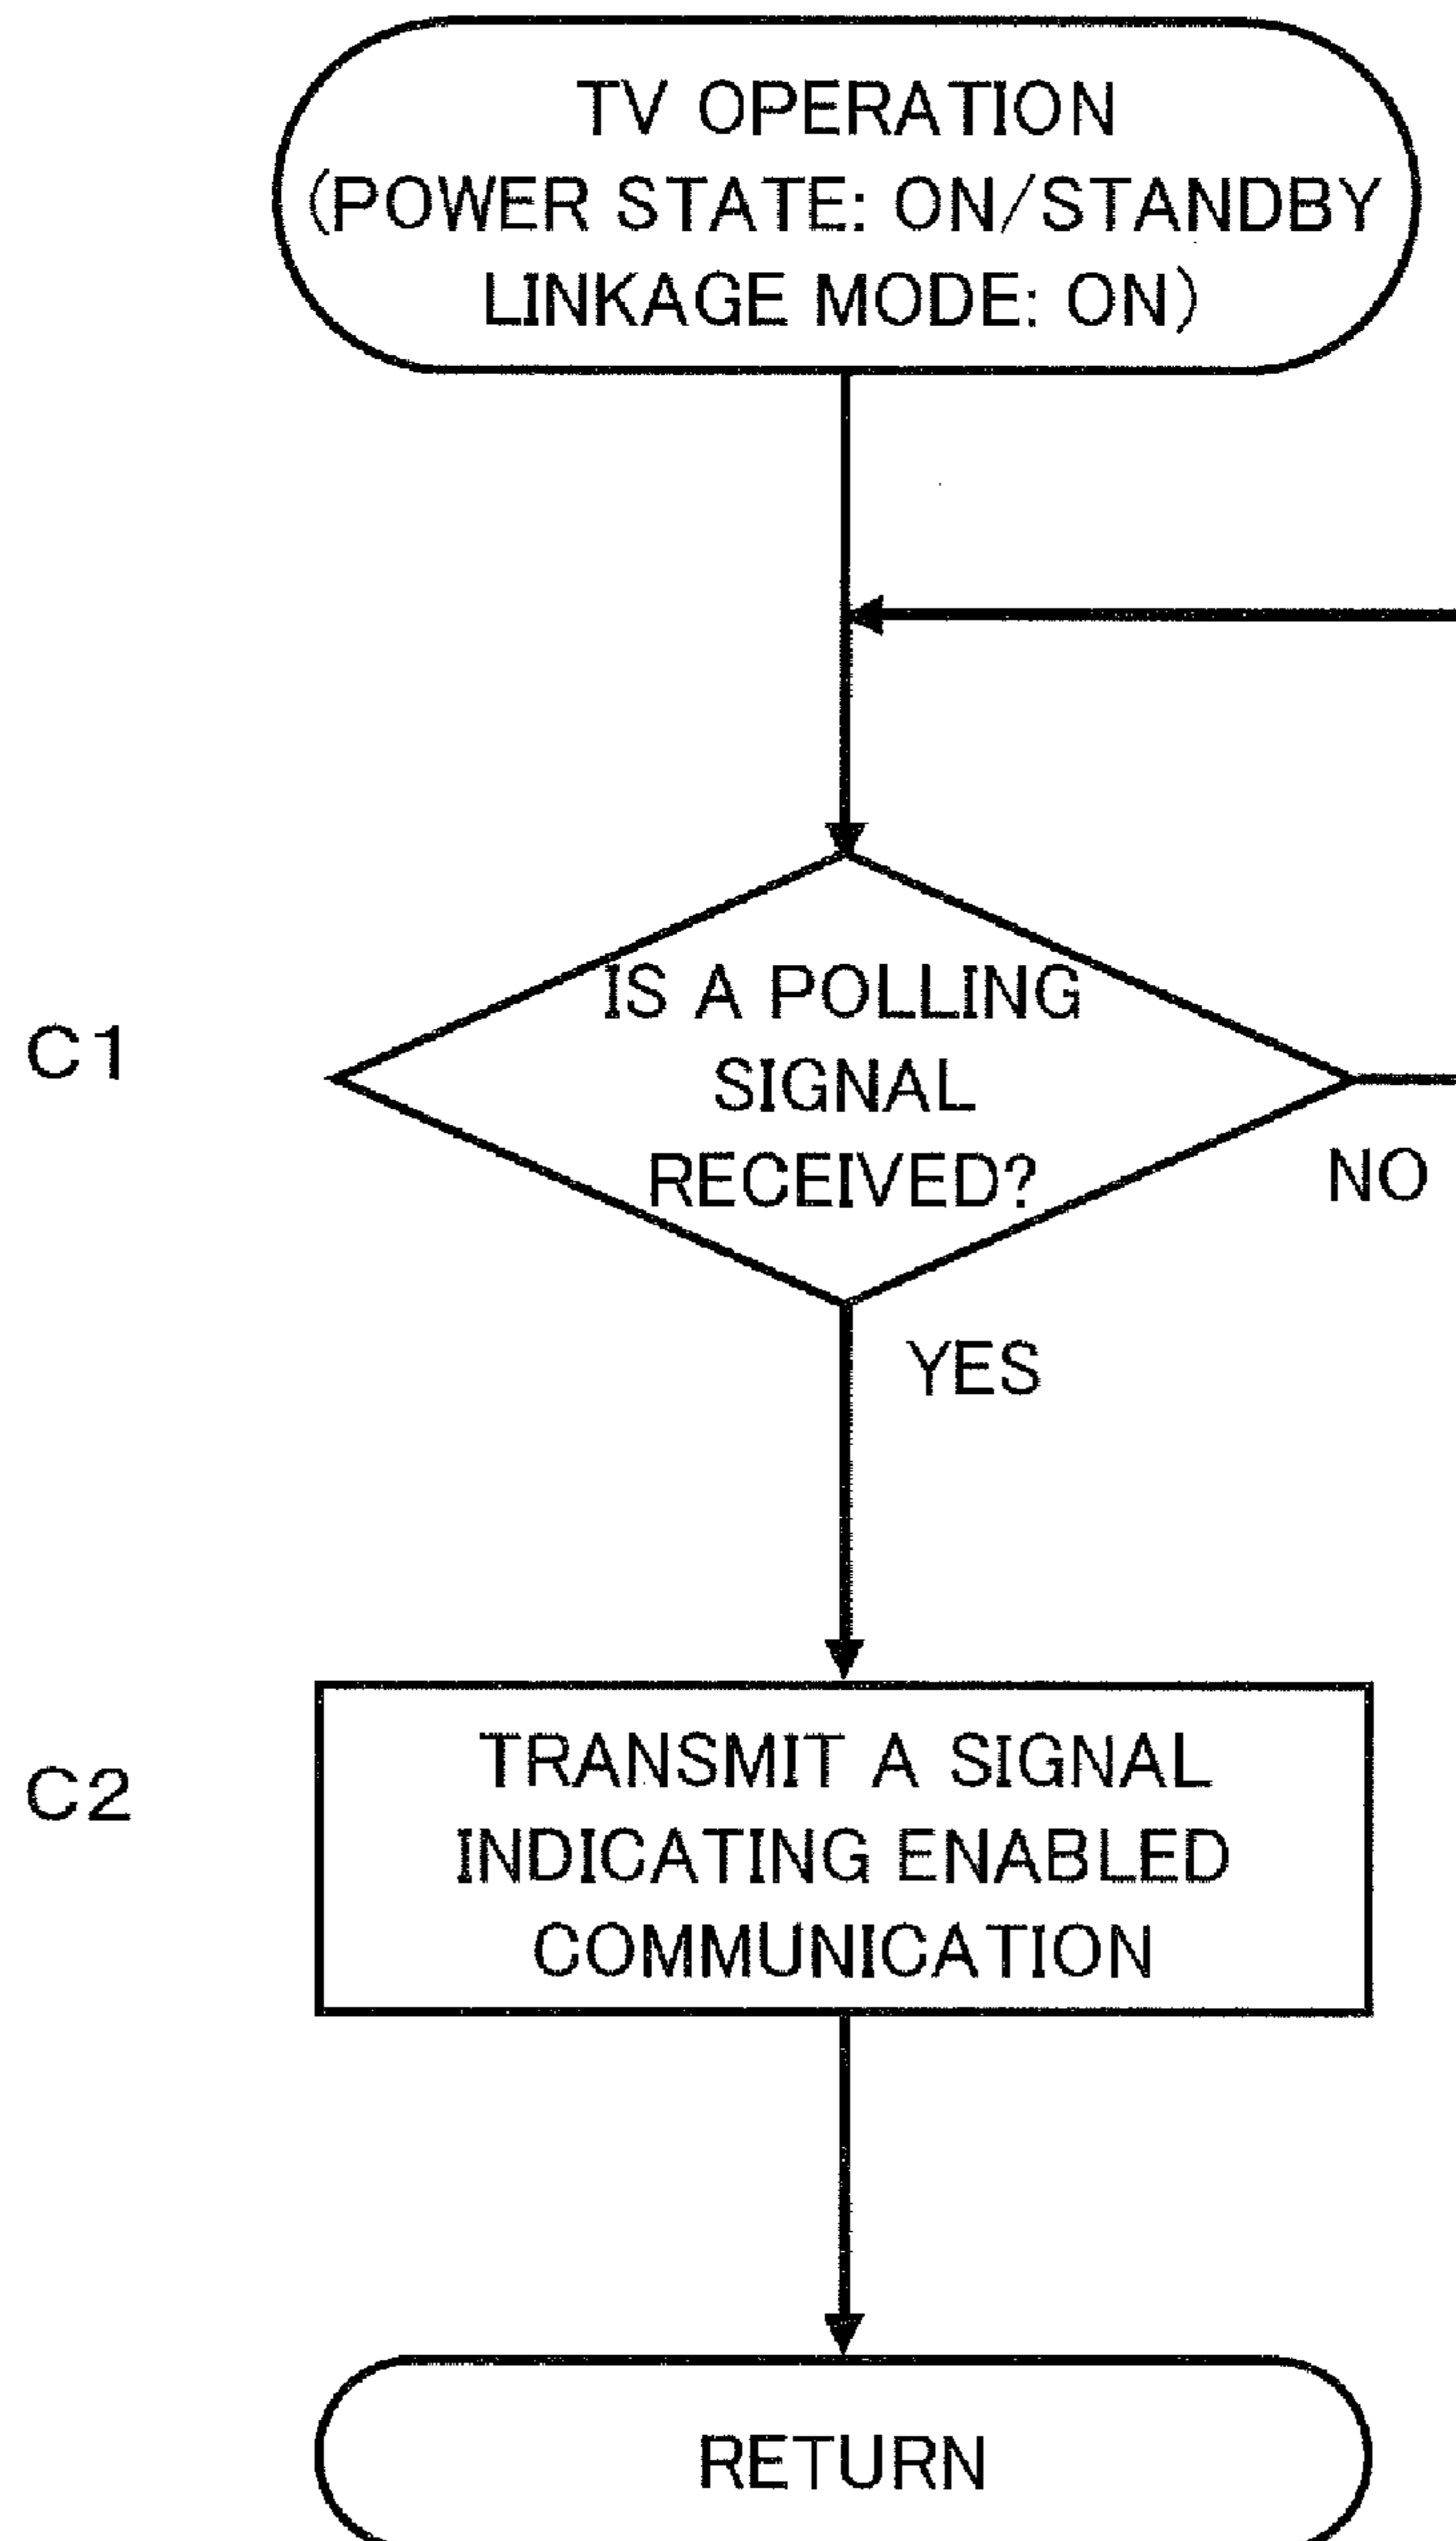 TV OPERATION
(POWER STATE: ON/STANDBY
LINKAGE MODE: ON)
C1
IS A POLLING
SIGNAL
RECEIVED?
NO
YES
C2
TRANSMIT A SIGNAL
INDICATING ENABLED
COMMUNICATION
RETURN